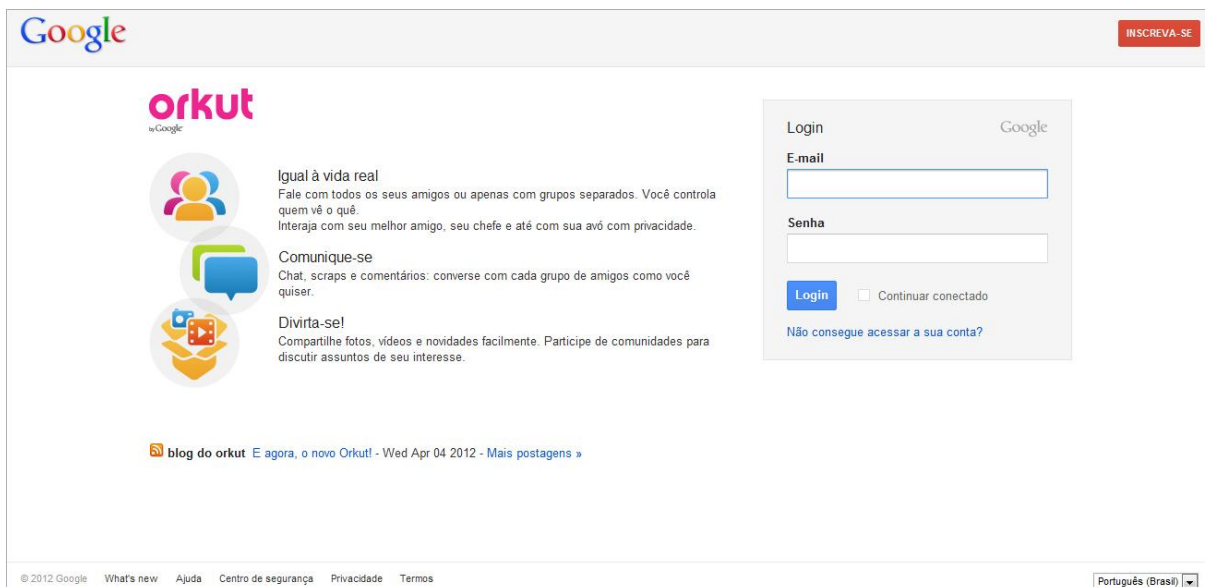 Google
INSCREVA-SE
orkut
by Google
Igual à vida real
Fale com todos os seus amigos ou apenas com grupos separados. Você controla
quem vê o quê.
Interaja com seu melhor amigo, seu chefe e até com sua avó com privacidade.
Comunique-se
Chat, scraps e comentários: converse com cada grupo de amigos como você
quiser.
Divirta-se!
Compartilhe fotos, vídeos e novidades facilmente. Participe de comunidades para
discutir assuntos de seu interesse.
Login Google
E-mail
Senha
Login Continuar conectado
Não consegue acessar a sua conta?
blog do orkut E agora, o novo Orkut! - Wed Apr 04 2012 - Mais postagens »
© 2012 Google What's new Ajuda Centro de segurança Privacidade Termos
Português (Brasil)